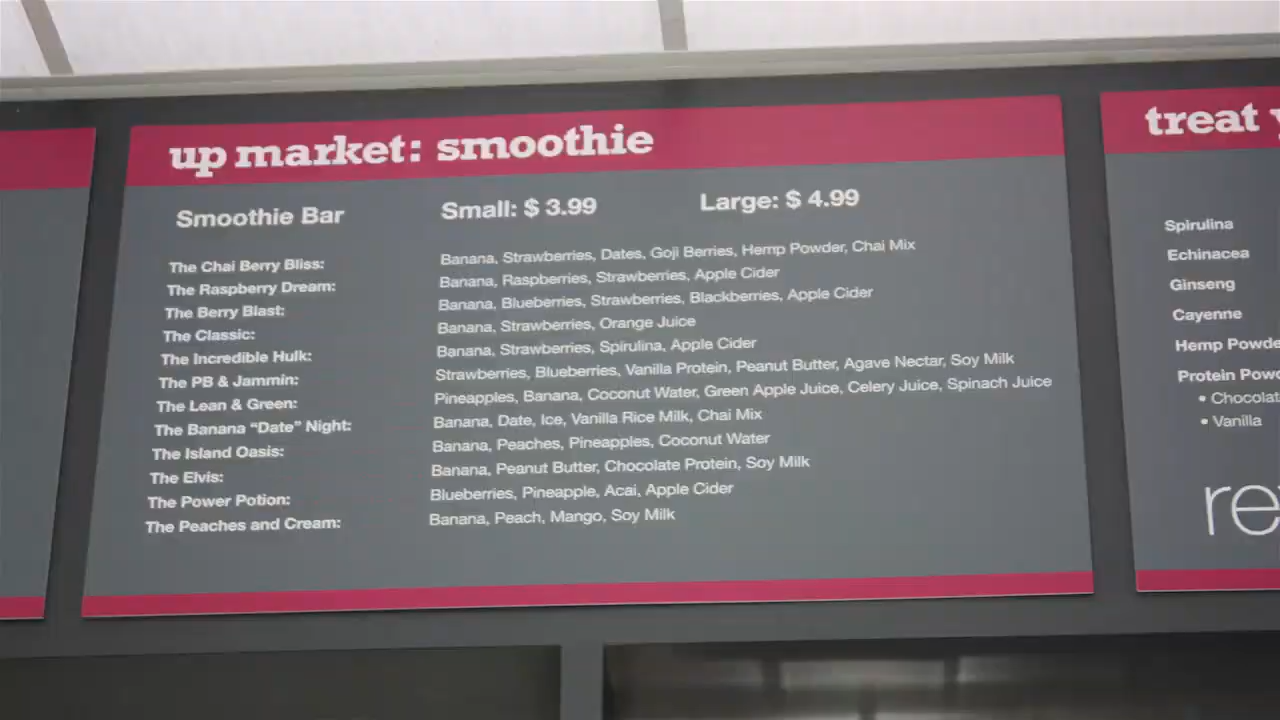 up market: smoothie
Smoothie Bar Small: $ 3.99 Large: $ 4.99
The Chai Berry Bliss: Banana, Strawberries, Dates, Goji Berries, Hemp Powder, Chai Mix
The Raspberry Dream: Banana, Raspberries, Strawberries, Apple Cider
The Berry Blast: Banana, Blueberries, Strawberries, Blackberries, Apple Cider
The Classic: Banana, Strawberries, Orange Juice
The Incredible Hulk: Banana, Strawberries, Spirulina, Apple Cider
The PB & Jammin: Strawberries, Blueberries, Vanilla Protein, Peanut Butter, Agave Nectar, Soy Milk
The Lean & Green: Pineapples, Banana, Coconut Water, Green Apple Juice, Celery Juice, Spinach Juice
The Banana “Date” Night: Banana, Date, Ice, Vanilla Rice Milk, Chai Mix
The Island Oasis: Banana, Peaches, Pineapples, Coconut Water
The Elvis: Banana, Peanut Butter, Chocolate Protein, Soy Milk
The Power Potion: Blueberries, Pineapple, Acai, Apple Cider
The Peaches and Cream: Banana, Peach, Mango, Soy Milk
treat
Spirulina
Echinacea
Ginseng
Cayenne
Hemp
Protein
• Vanilla